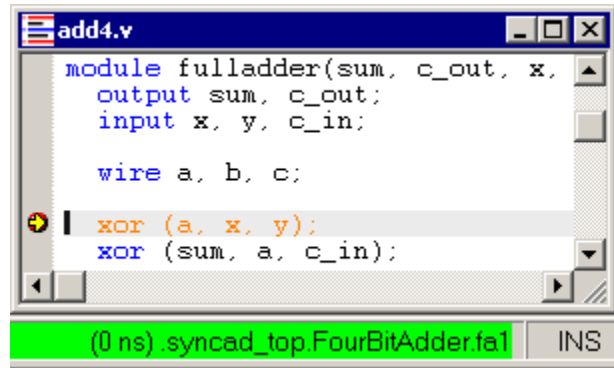 add4.v
module fulladder(sum, c_out, x,
output sum, c_out;
input x, y, c_in;
wire a, b, c;
xor (a, x, y);
xor (sum, a, c_in);
(0 ns) .syncad_top.FourBitAdder.fa1 INS